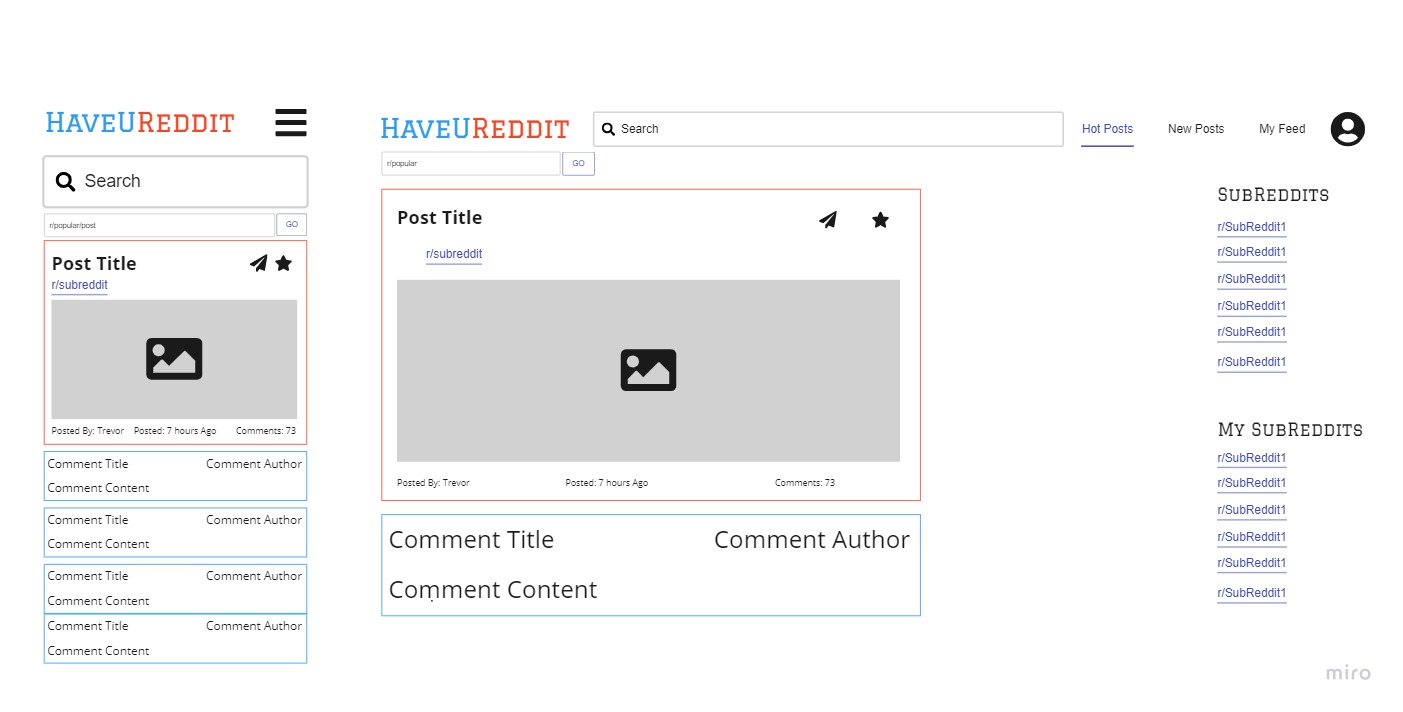 HaveUReddit
Search
r/popular/post
GO
Post Title
r/subreddit
Posted By: Trevor Posted: 7 hours Ago Comments: 73
Comment Title Comment Author
Comment Content
Comment Title Comment Author
Comment Content
Comment Title Comment Author
Comment Content
Comment Title Comment Author
Comment Content
HaveUReddit
Search
Hot Posts New Posts My Feed
r/popular
GO
Post Title
r/subreddit
Posted By: Trevor Posted: 7 hours Ago Comments: 73
Comment Title Comment Author
Comment Content
SubReddits
r/SubReddit1
r/SubReddit1
r/SubReddit1
r/SubReddit1
r/SubReddit1
r/SubReddit1
My SubReddits
r/SubReddit1
r/SubReddit1
r/SubReddit1
r/SubReddit1
r/SubReddit1
r/SubReddit1
miro